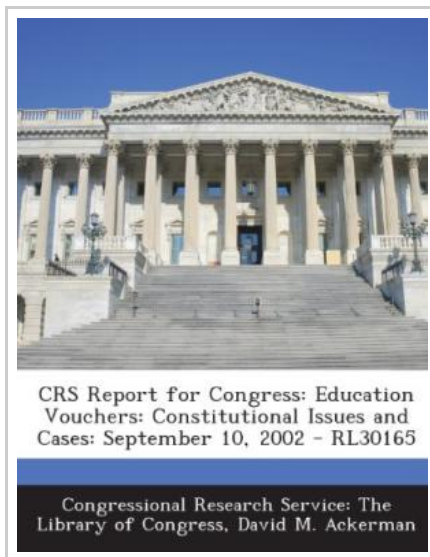 CRS Report for Congress: Education
Vouchers: Constitutional Issues and
Cases: September 10, 2002 - RL30165
Congressional Research Service: The
Library of Congress, David M. Ackerman